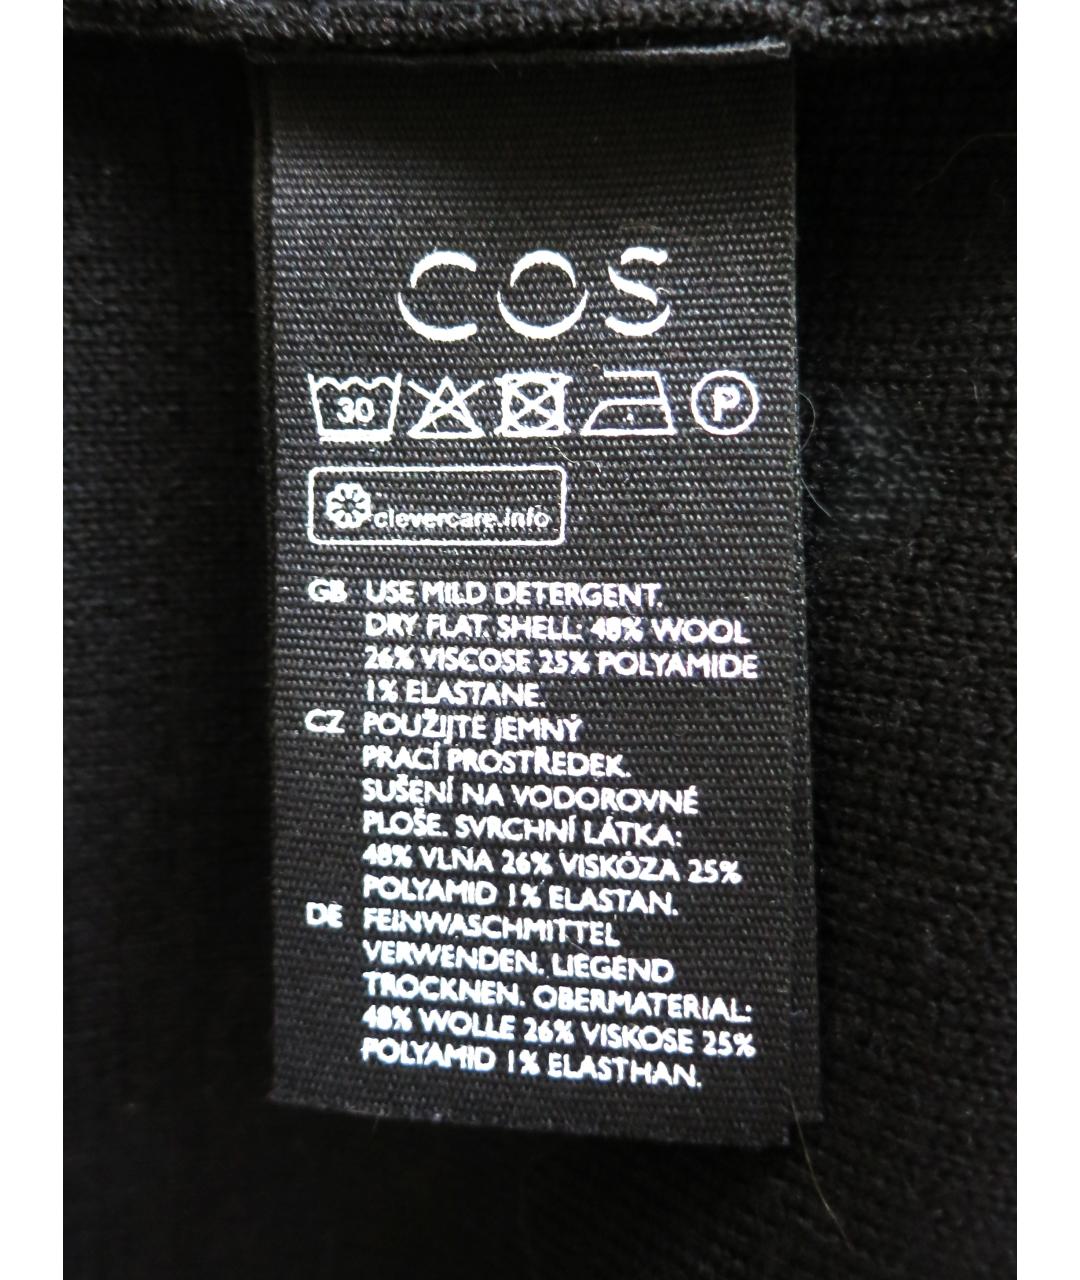 COS
30
P
clevercare.info
GB USE MILD DETERGENT.
DRY FLAT. SHELL: 48% WOOL
26% VISCOSE 25% POLYAMIDE
1% ELASTANE.
CZ POUŽIJTE JEMNÝ
PRACÍ PROSTŘEDEK.
SUŠENÍ NA VODOROVNÉ
PLOŠE. SVRCHNÍ LÁTKA:
48% VLNA 26% VISKÓZA 25%
POLYAMID 1% ELASTAN.
DE FEINWASCHMITTEL
VERWENDEN. LIEGEND
TROCKNEN. OBERMATERIAL:
48% WOLLE 26% VISKOSE 25%
POLYAMID 1% ELASTHAN.